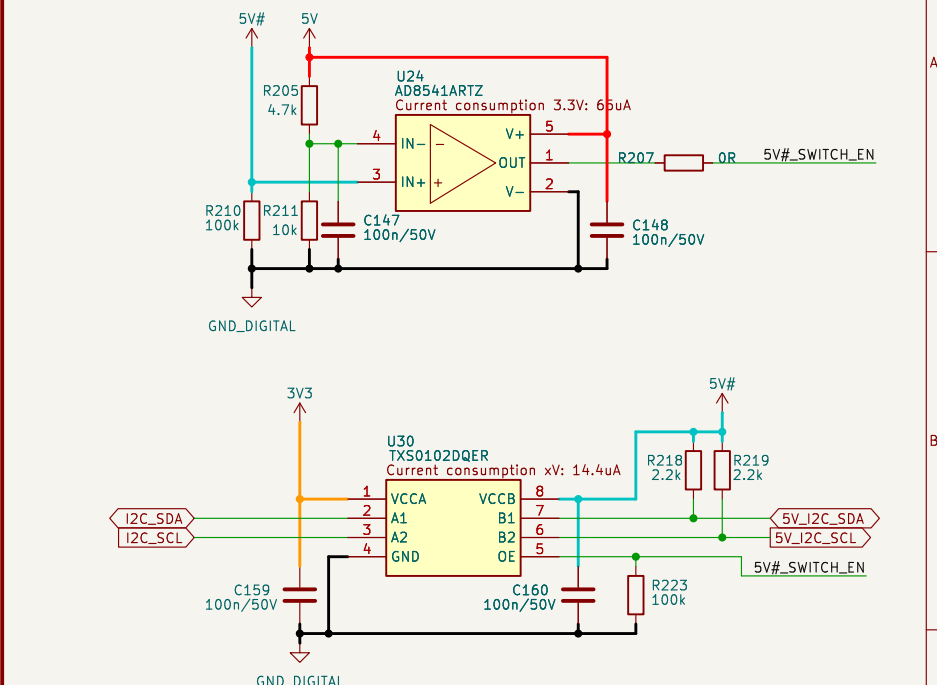 5V#
5V
A
U24
AD8541ARTZ
Current consumption 3.3V: 65uA
R205
4.7k
4
IN-
-
V+
5
OUT
1
R207
0R
5V#_SWITCH_EN
3
IN+
+
V-
2
R210
100k
R211
10k
C147
100n/50V
C148
100n/50V
GND_DIGITAL
3V3
5V#
B
U30
TXS0102DQER
Current consumption xV: 14.4uA
R218
2.2k
R219
2.2k
1
VCCA
VCCB
8
I2C_SDA
2
A1
B1
7
5V_I2C_SDA
I2C_SCL
3
A2
B2
6
5V_I2C_SCL
4
GND
OE
5
5V#_SWITCH_EN
C159
100n/50V
C160
100n/50V
R223
100k
GND_DIGITAL